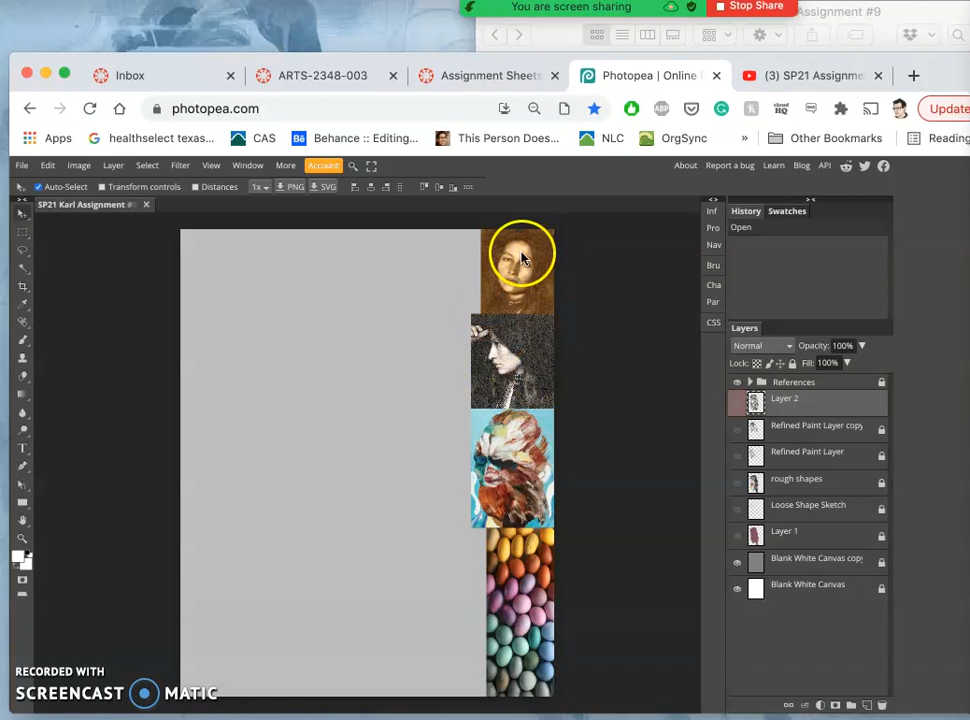 You are screen sharing
Stop Share
Assignment #9
Inbox
ARTS-2348-003
Assignment Sheets
Photopea | Online
(3) SP21 Assignme
photopea.com
Update
Apps
healthselect texas...
CAS
Behance :: Editing...
This Person Does...
NLC
OrgSync
Other Bookmarks
Reading
File Edit Image Layer Select Filter View Window More Account
About Report a bug Learn Blog API
Auto-Select Transform controls Distances 1x PNG SVG
SP21 Karl Assignment #9
Inf
Pro
Nav
Bru
Cha
Par
CSS
History Swatches
Open
Layers
Normal Opacity: 100%
Lock: Fill: 100%
References
Layer 2
Refined Paint Layer copy
Refined Paint Layer
rough shapes
Loose Shape Sketch
Layer 1
Blank White Canvas copy
Blank White Canvas
RECORDED WITH
SCREENCAST MATIC